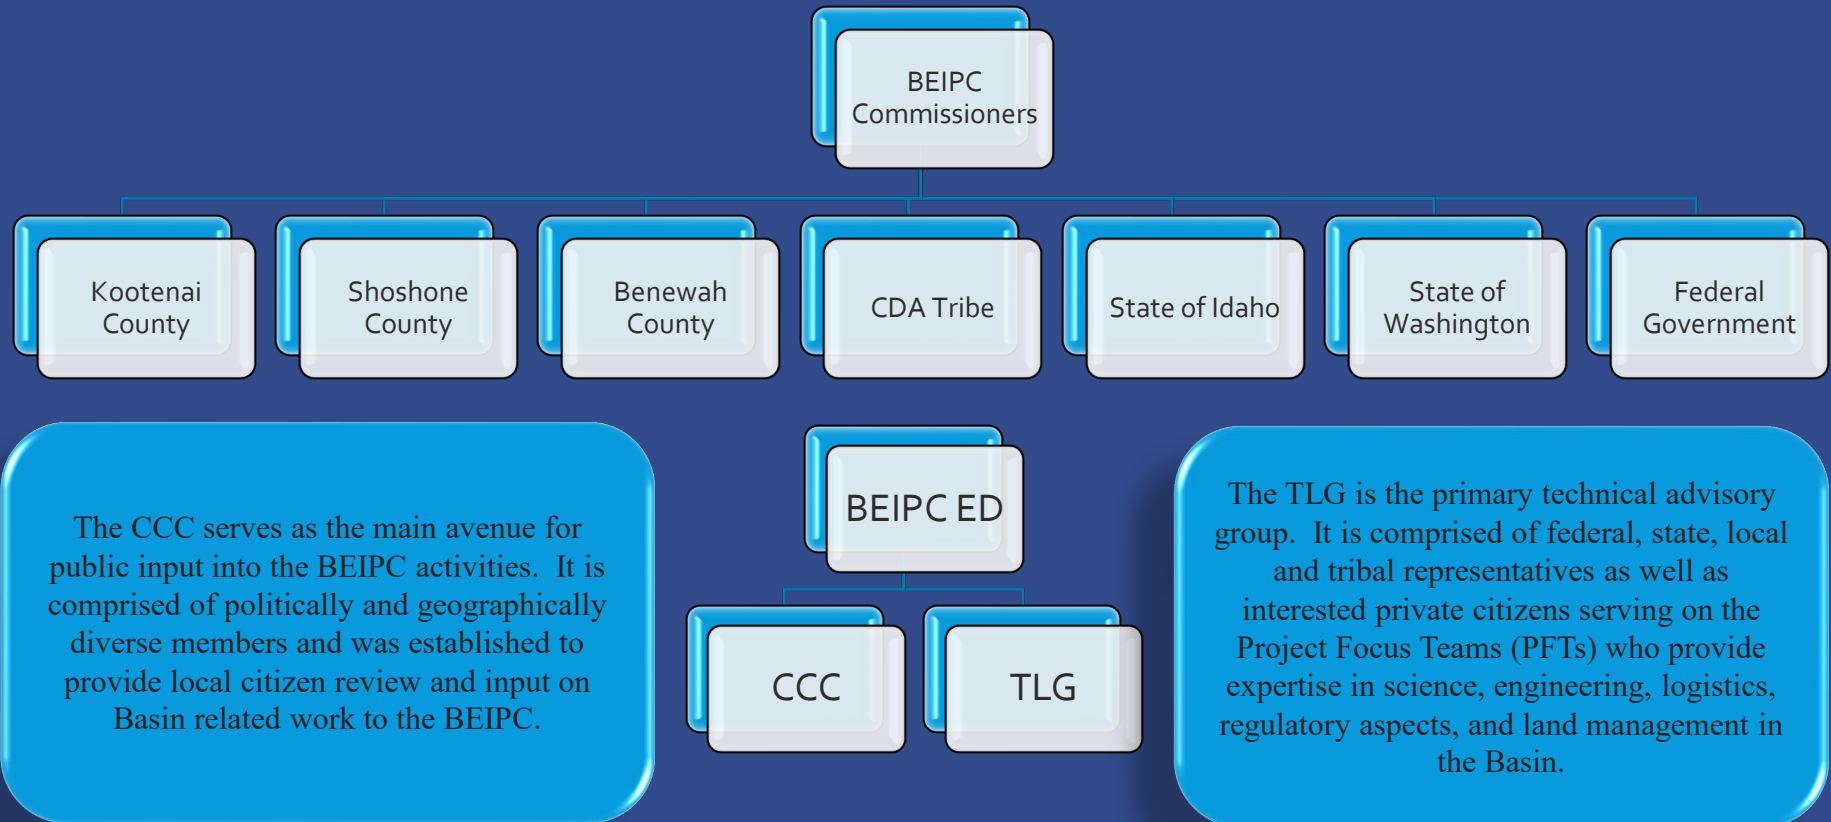 BEIPC
Commissioners
Kootenai
County
Shoshone
County
Benewah
County
CDA Tribe
State of Idaho
State of
Washington
Federal
Government
The CCC serves as the main avenue for
public input into the BEIPC activities.  It is
comprised of politically and geographically
diverse members and was established to
provide local citizen review and input on
Basin related work to the BEIPC.
BEIPC ED
CCC
TLG
The TLG is the primary technical advisory
group.  It is comprised of federal, state, local
and tribal representatives as well as
interested private citizens serving on the
Project Focus Teams (PFTs) who provide
expertise in science, engineering, logistics,
regulatory aspects, and land management in
the Basin.